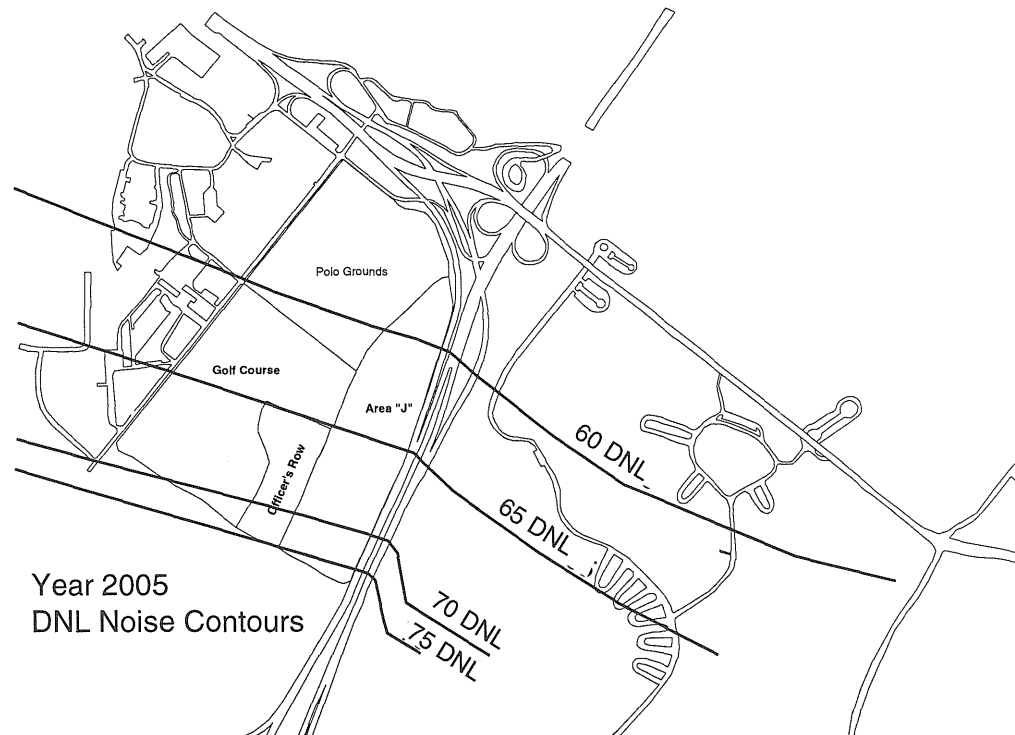 Polo Grounds
Golf Course
Area "J"
Officer's Row
60 DNL
65 DNL
70 DNL
75 DNL
Year 2005
DNL Noise Contours